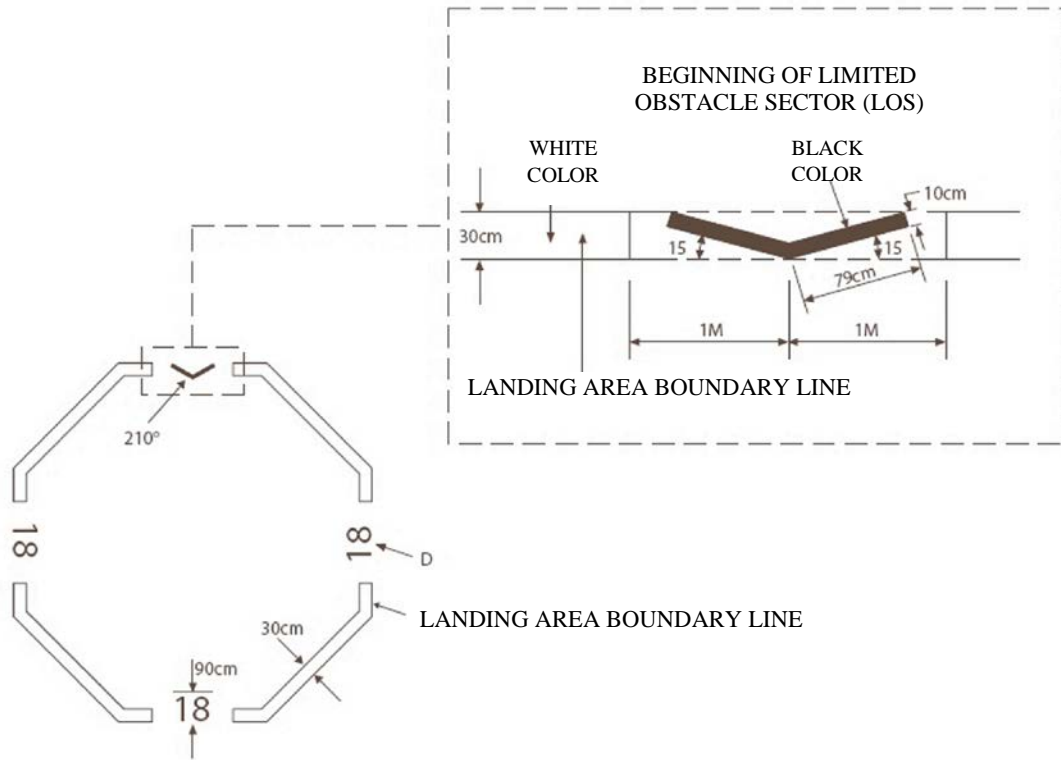 BEGINNING OF LIMITED
OBSTACLE SECTOR (LOS)
WHITE
COLOR
BLACK
COLOR
10cm
30cm
15
15
79cm
1M
1M
LANDING AREA BOUNDARY LINE
210°
18
18
D
LANDING AREA BOUNDARY LINE
30cm
90cm
18